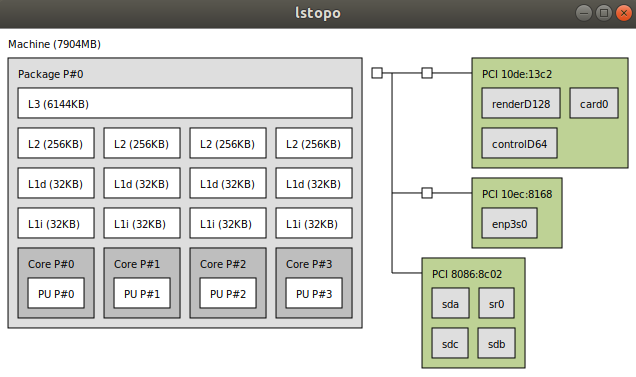 lstopo
Machine (7904MB)
Package P#0
L3 (6144KB)
L2 (256KB) L2 (256KB) L2 (256KB) L2 (256KB)
L1d (32KB) L1d (32KB) L1d (32KB) L1d (32KB)
L1i (32KB) L1i (32KB) L1i (32KB) L1i (32KB)
Core P#0 Core P#1 Core P#2 Core P#3
PU P#0 PU P#1 PU P#2 PU P#3
PCI 10de:13c2
renderD128 card0
controlD64
PCI 10ec:8168
enp3s0
PCI 8086:8c02
sda sr0
sdc sdb